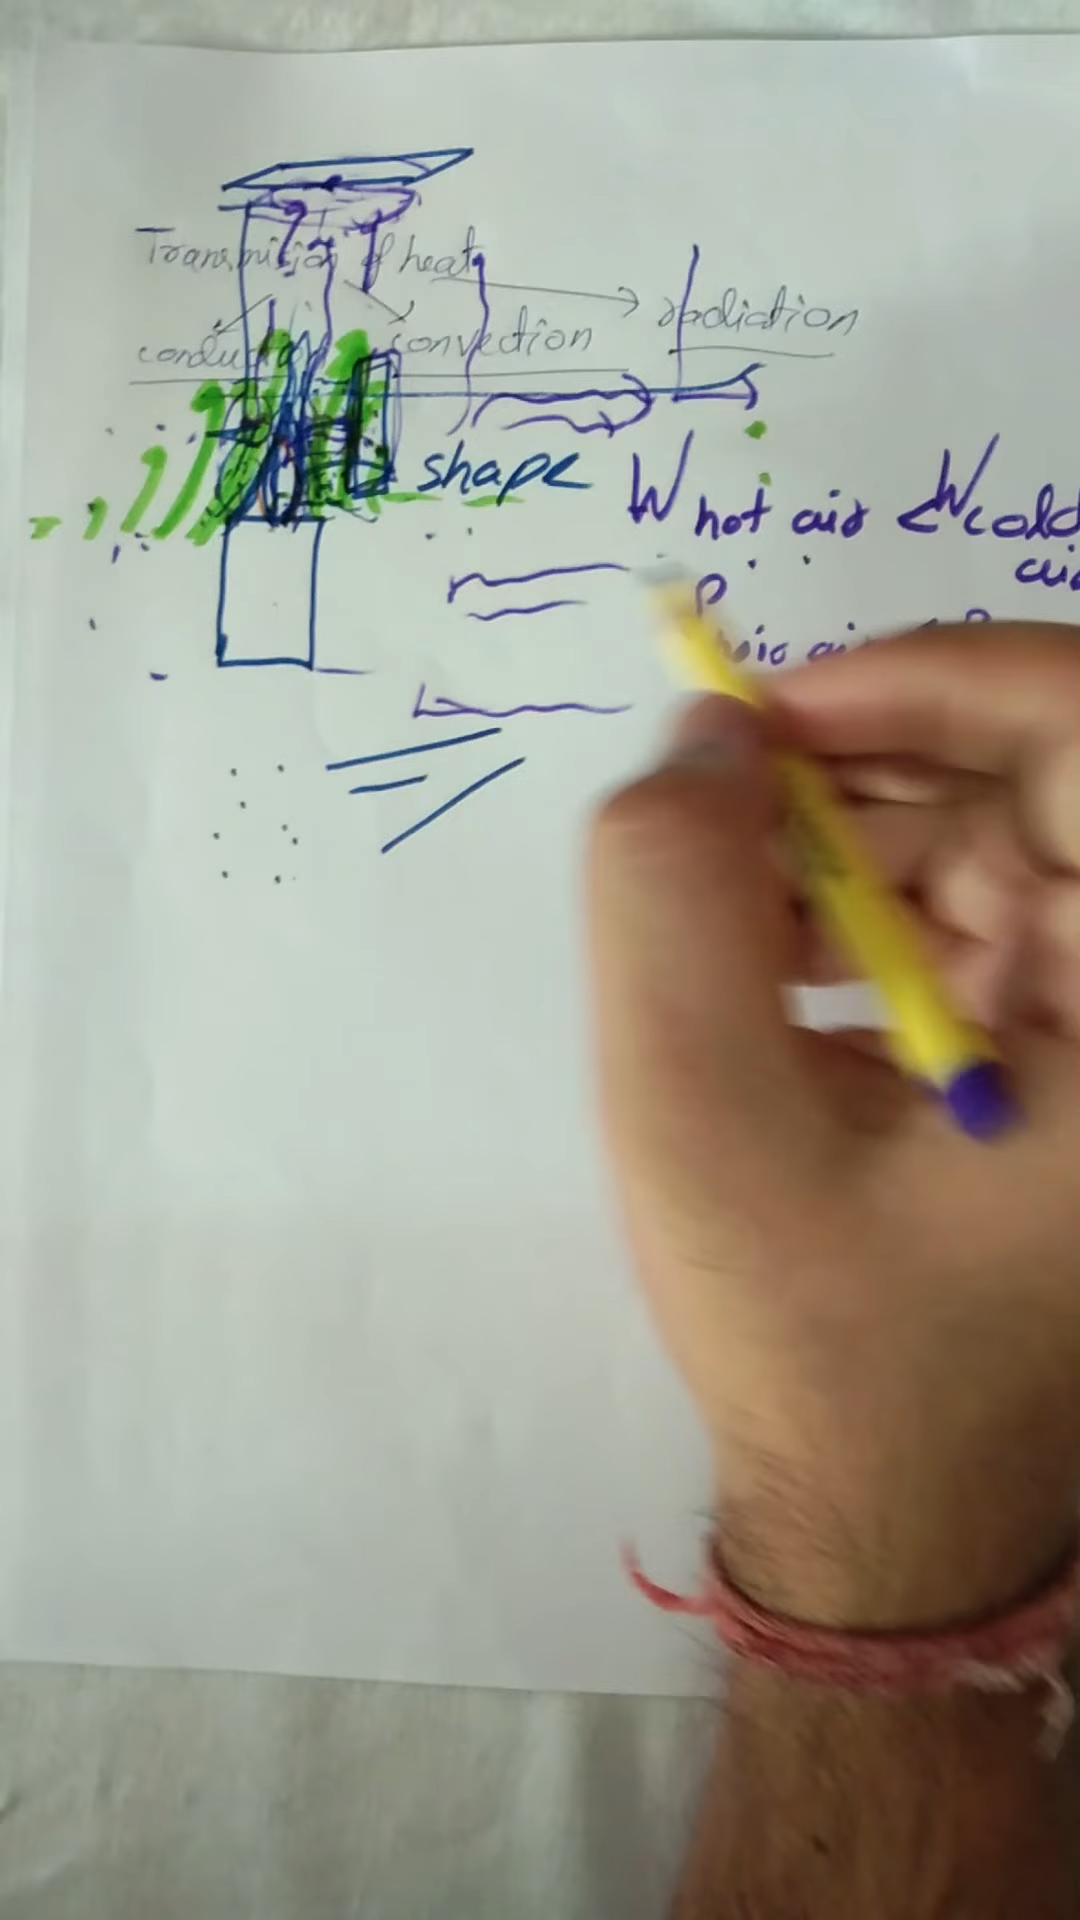 Transmission of heat
conduction convection radiation
shape W hot air < W cold
air